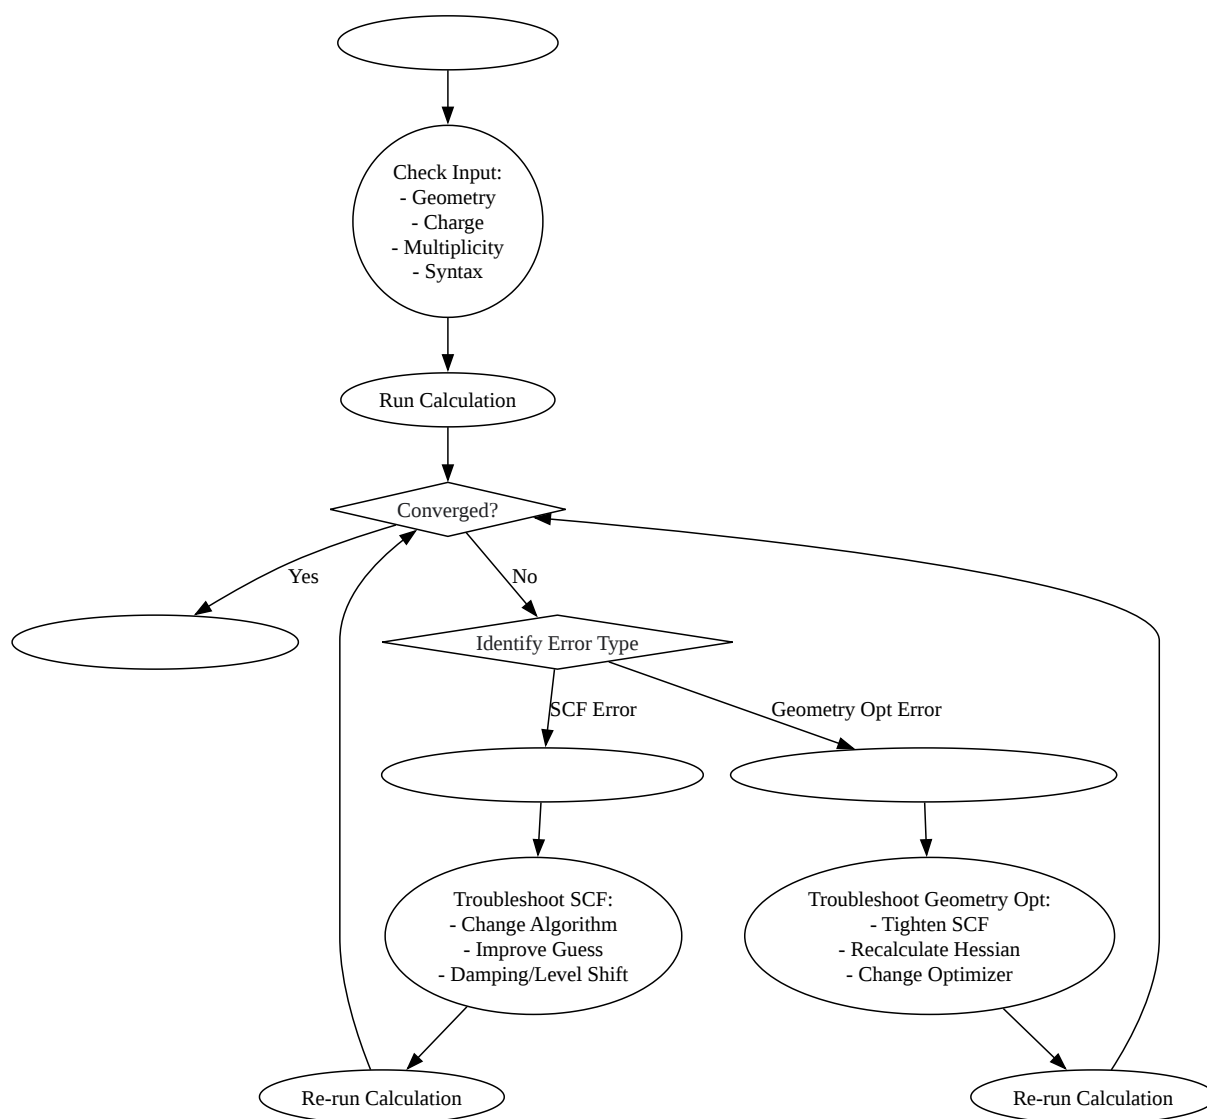 Check Input:
- Geometry
- Charge
- Multiplicity
- Syntax
Run Calculation
Converged?
Yes
No
Identify Error Type
SCF Error
Geometry Opt Error
Troubleshoot SCF:
- Change Algorithm
- Improve Guess
- Damping/Level Shift
Troubleshoot Geometry Opt:
- Tighten SCF
- Recalculate Hessian
- Change Optimizer
Re-run Calculation
Re-run Calculation